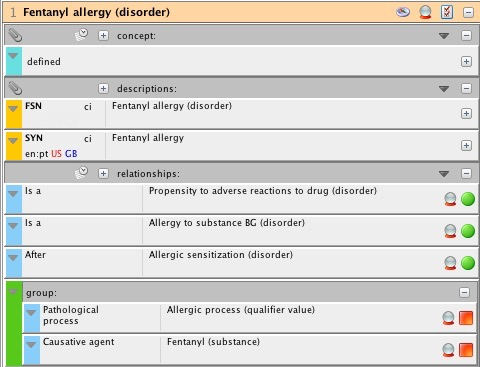 1 Fentanyl allergy (disorder)
concept:
defined
descriptions:
FSN ci Fentanyl allergy (disorder)
SYN ci Fentanyl allergy
en:pt US GB
relationships:
Is a Propensity to adverse reactions to drug (disorder)
Is a Allergy to substance BG (disorder)
After Allergic sensitization (disorder)
group:
Pathological Allergic process (qualifier value)
process
Causative agent Fentanyl (substance)